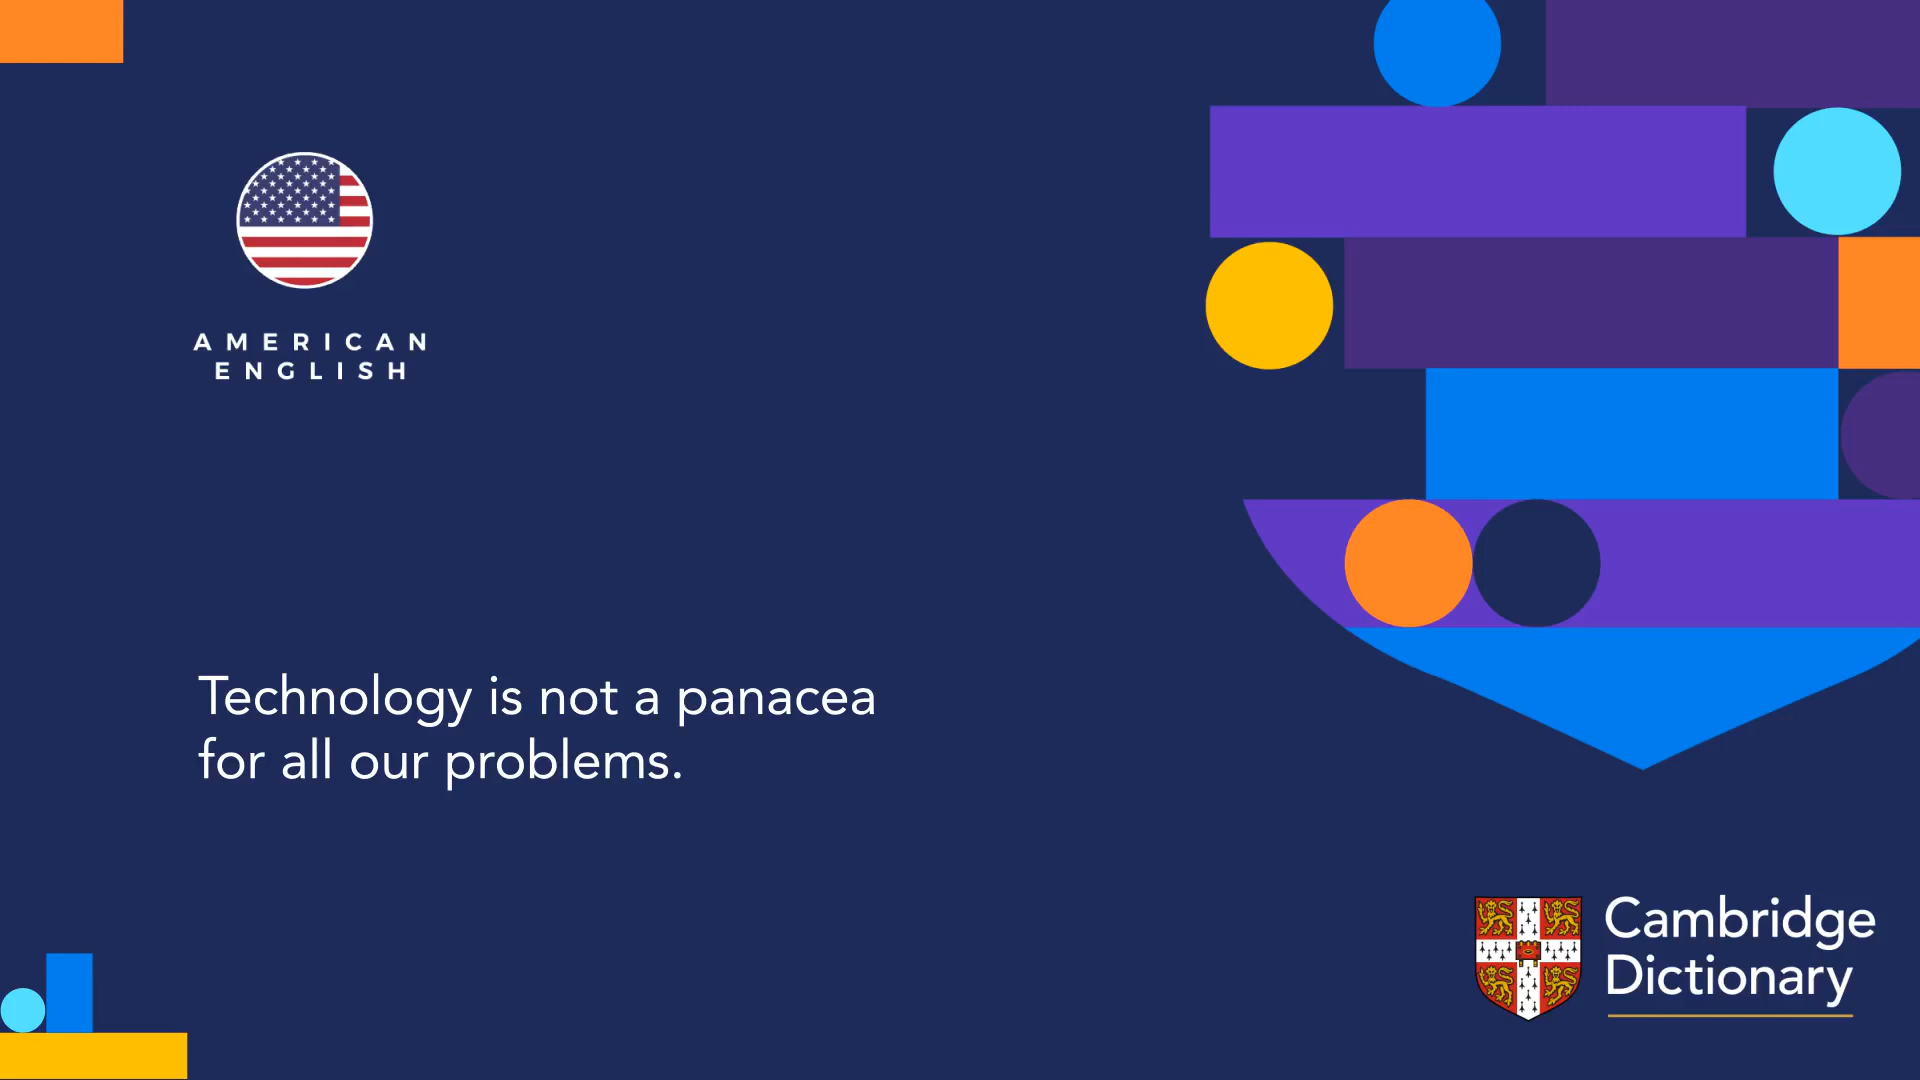 AMERICAN
ENGLISH
Technology is not a panacea
for all our problems.
Cambridge
Dictionary